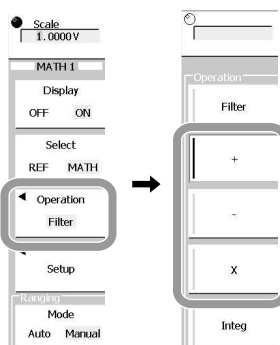 Scale
1.0000 V
MATH 1
Display
OFF ON
Select
REF MATH
Operation
Filter
Setup
Ranging
Mode
Auto Manual
Operation
Filter
+
-
X
Integ